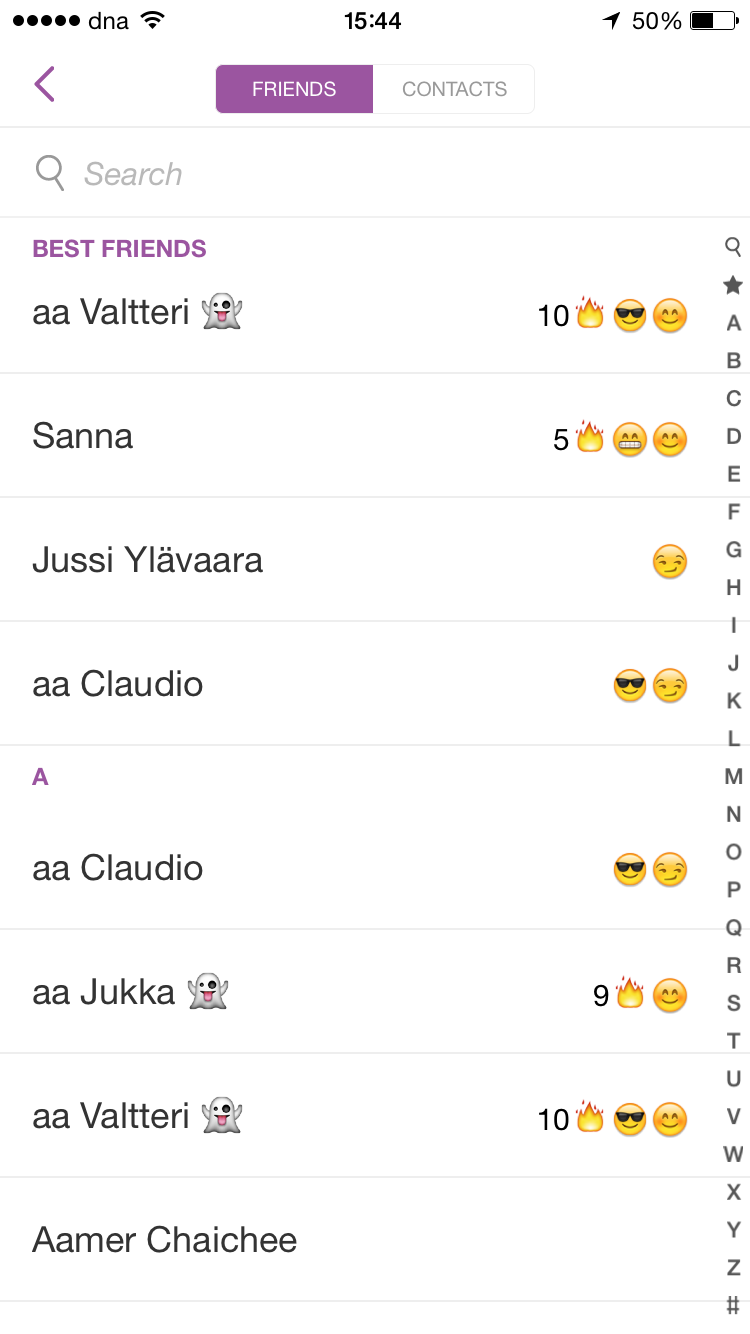 dna 15:44 50%
FRIENDS CONTACTS
Search
BEST FRIENDS
aa Valtteri 👻 10🔥😎😊
Sanna 5🔥😬😊
Jussi Ylävaara 😏
aa Claudio 😎😏
A
aa Claudio 😎😏
aa Jukka 👻 9🔥😊
aa Valtteri 👻 10🔥😎😊
Aamer Chaichee
A
B
C
D
E
F
G
H
I
J
K
L
M
N
O
P
Q
R
S
T
U
V
W
X
Y
Z
#